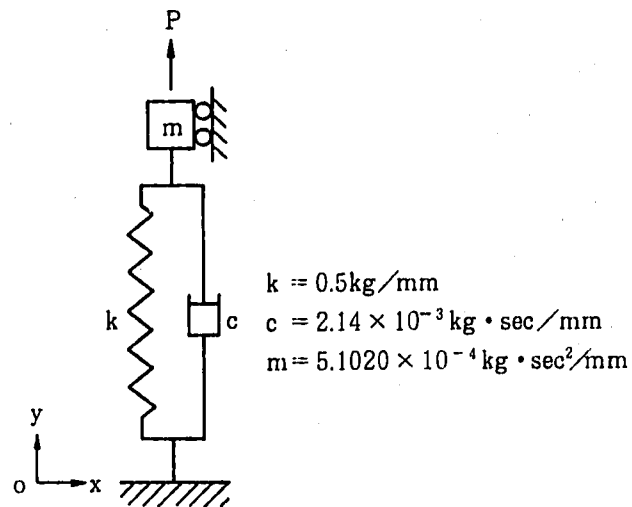 P
m
k
c
k = 0.5kg/mm
c = 2.14 × 10⁻³ kg・sec/mm
m = 5.1020 × 10⁻⁴ kg・sec²/mm
y
o
x